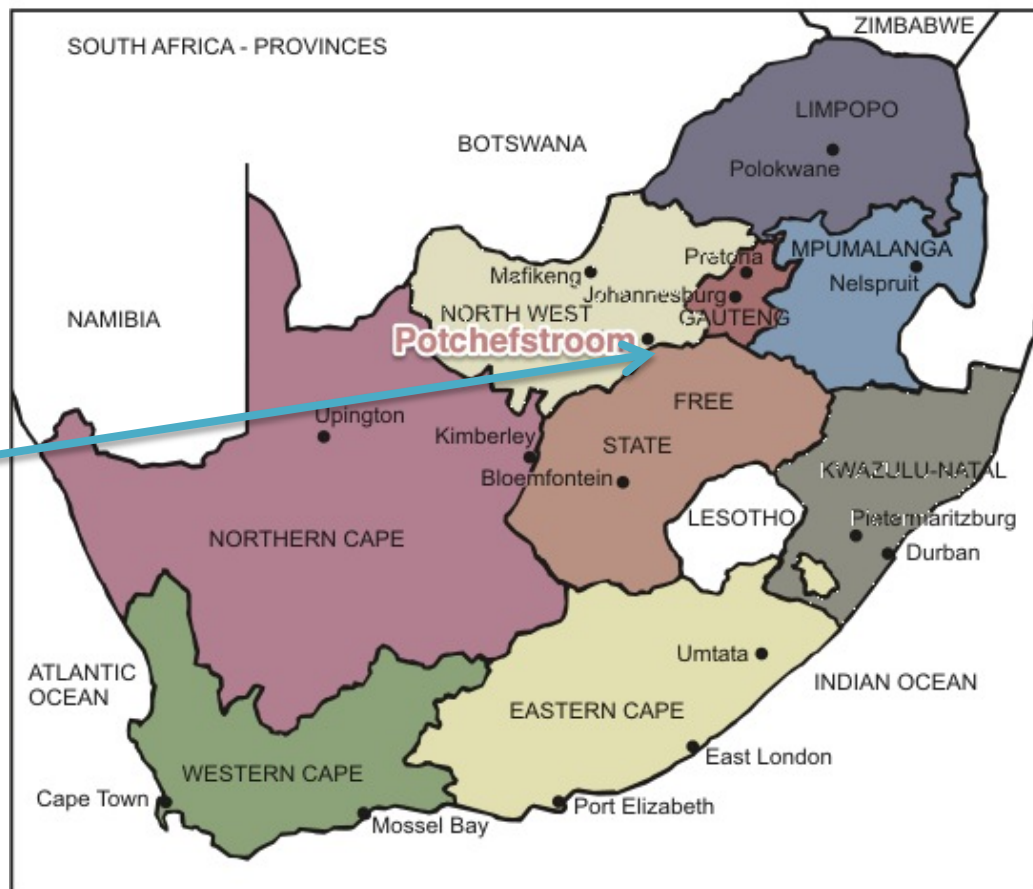 ZIMBABWE
SOUTH AFRICA - PROVINCES
LIMPOPO
BOTSWANA
Polokwane
MPUMALANGA
Pretoria
Mafikeng
Nelspruit
Johannesburg
NAMIBIA
NORTH WEST
GAUTENG
Potchefstroom
FREE
Upington
Kimberley
STATE
KWAZULU-NATAL
Bloemfontein
LESOTHO
Pietermaritzburg
NORTHERN CAPE
Durban
Umtata
ATLANTIC
OCEAN
INDIAN OCEAN
EASTERN CAPE
East London
WESTERN CAPE
Cape Town
Port Elizabeth
Mossel Bay